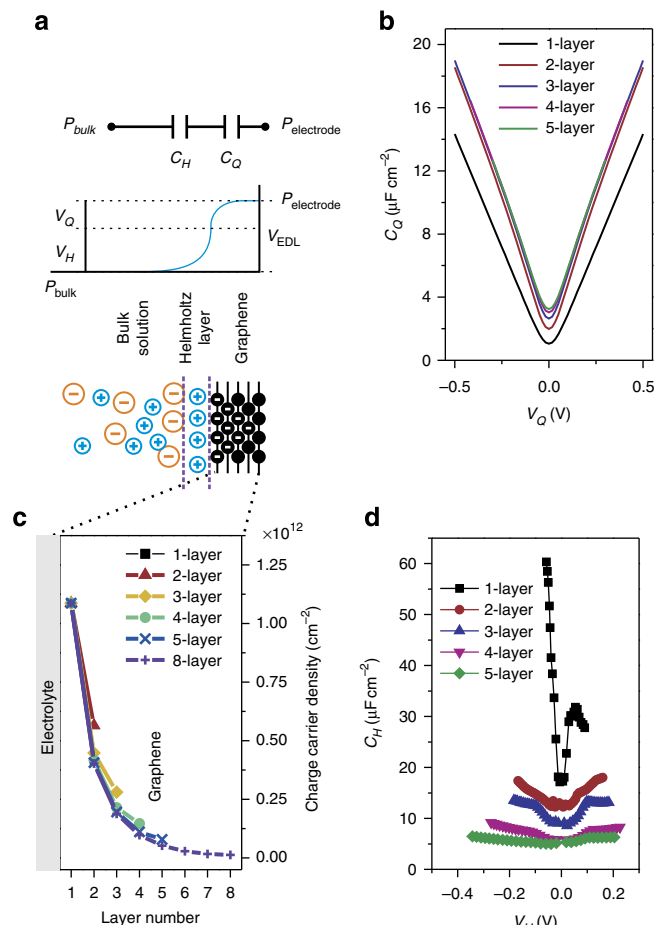 a
P_bulk
P_electrode
C_H
C_Q
P_electrode
V_Q
V_EDL
V_H
P_bulk
Bulk solution
Helmholtz layer
Graphene
b
1-layer
2-layer
3-layer
4-layer
5-layer
20
16
12
8
4
0
C_Q (μF cm−2)
−0.5
0.0
0.5
V_Q (V)
c
×10^12
1-layer
2-layer
3-layer
4-layer
5-layer
8-layer
Electrolyte
Graphene
1.25
1.00
0.75
0.50
0.25
0.00
Charge carrier density (cm−2)
1 2 3 4 5 6 7 8
Layer number
d
60
50
40
30
20
10
0
C_H (μF cm−2)
1-layer
2-layer
3-layer
4-layer
5-layer
−0.4
−0.2
0.0
0.2
(V)